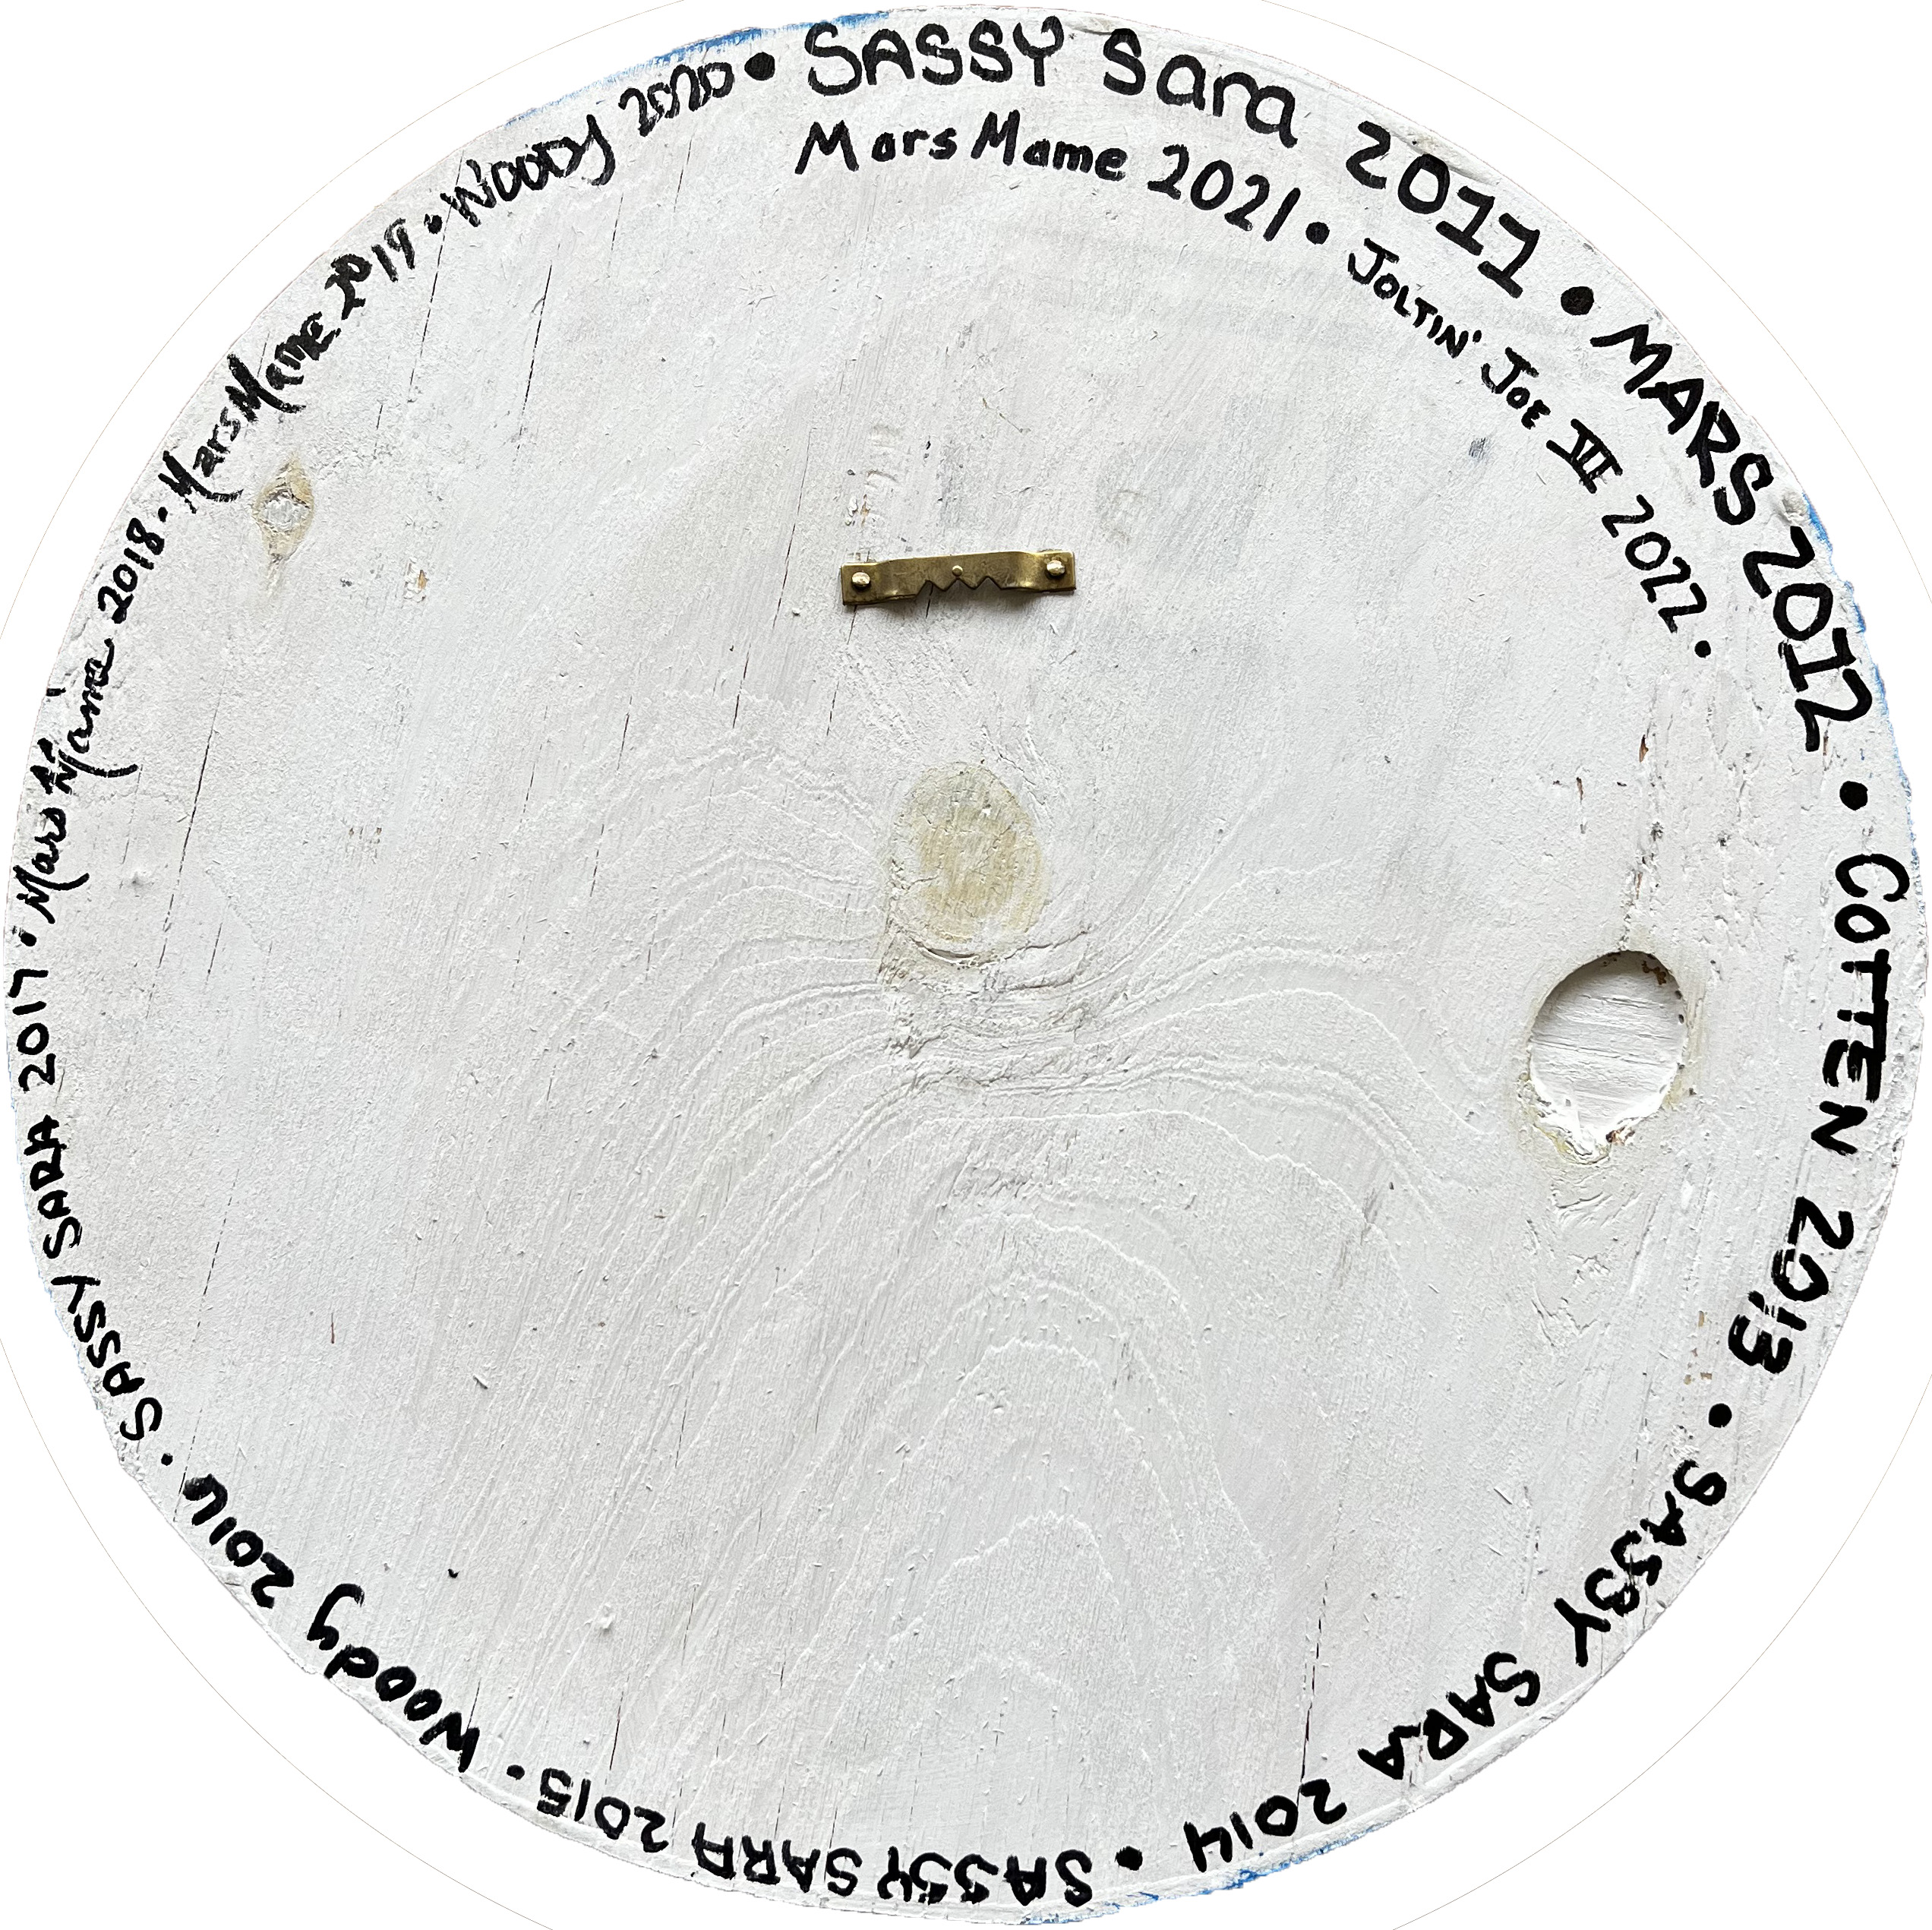 SASSY Sara 2011 • MARS 2012 • COTTEN 2013 • SASSY SARA 2014 • SASSY SARA 2015 • Woody 2016 • SASSY SARA 2017 • Mars Mame 2018 • Mars Mame 2019 • WOODY 2020 •
Mars Mame 2021 • JOLTIN' JOE III 2022 •